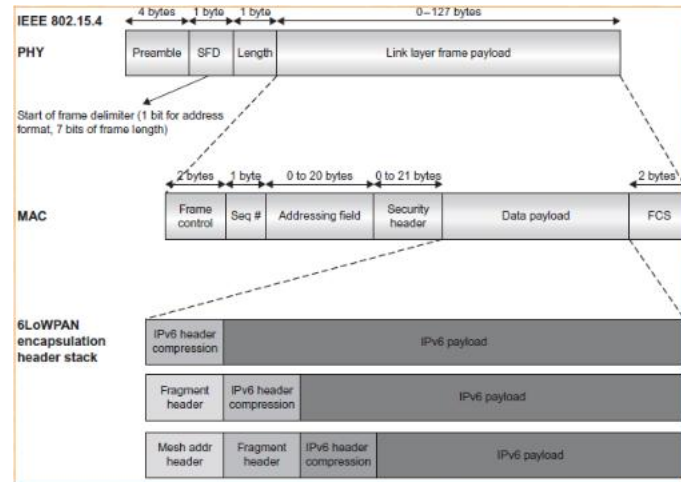 IEEE 802.15.4
4 bytes 1 byte 1 byte 0–127 bytes
PHY
Preamble SFD Length Link layer frame payload
Start of frame delimiter (1 bit for address
format, 7 bits of frame length)
2 bytes 1 byte 0 to 20 bytes 0 to 21 bytes 2 bytes
MAC
Frame
control
Seq #
Addressing field
Security
header
Data payload
FCS
6LoWPAN
encapsulation
header stack
IPv6 header
compression
IPv6 payload
Fragment
header
IPv6 header
compression
IPv6 payload
Mesh addr
header
Fragment
header
IPv6 header
compression
IPv6 payload